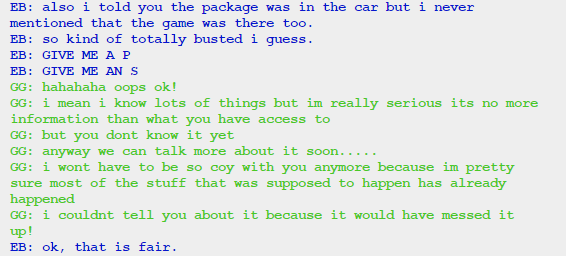 EB: also i told you the package was in the car but i never
mentioned that the game was there too.
EB: so kind of totally busted i guess.
EB: GIVE ME A P
EB: GIVE ME AN S
GG: hahahaha oops ok!
GG: i mean i know lots of things but im really serious its no more
information than what you have access to
GG: but you dont know it yet
GG: anyway we can talk more about it soon.....
GG: i wont have to be so coy with you anymore because im pretty
sure most of the stuff that was supposed to happen has already
happened
GG: i couldnt tell you about it because it would have messed it
up!
EB: ok, that is fair.